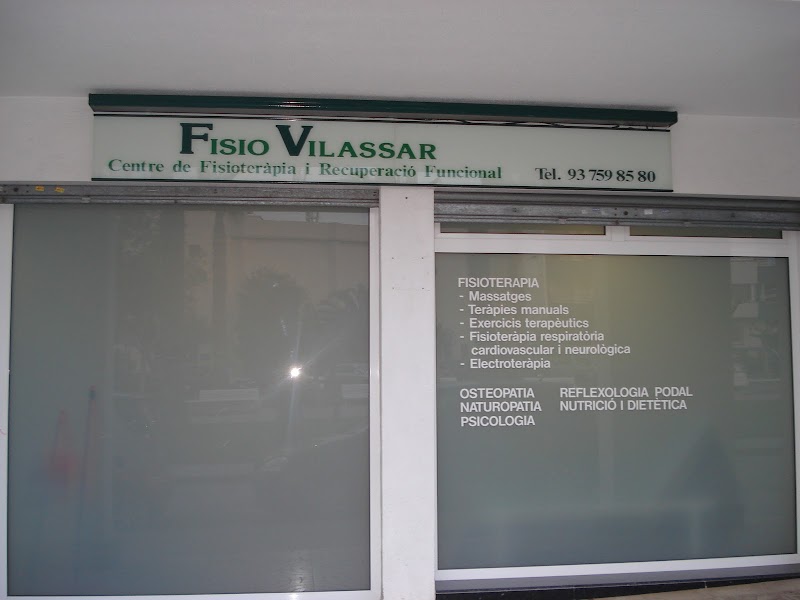 FISIO VILASSAR
Centre de Fisioteràpia i Recuperació Funcional Tel. 93 759 85 80
FISIOTERAPIA
- Massatges
- Teràpies manuals
- Exercicis terapèutics
- Fisioteràpia respiratòria
cardiovascular i neurològica
- Electroteràpia
OSTEOPATIA REFLEXOLOGIA PODAL
NATUROPATIA NUTRICIÓ I DIETÈTICA
PSICOLOGIA